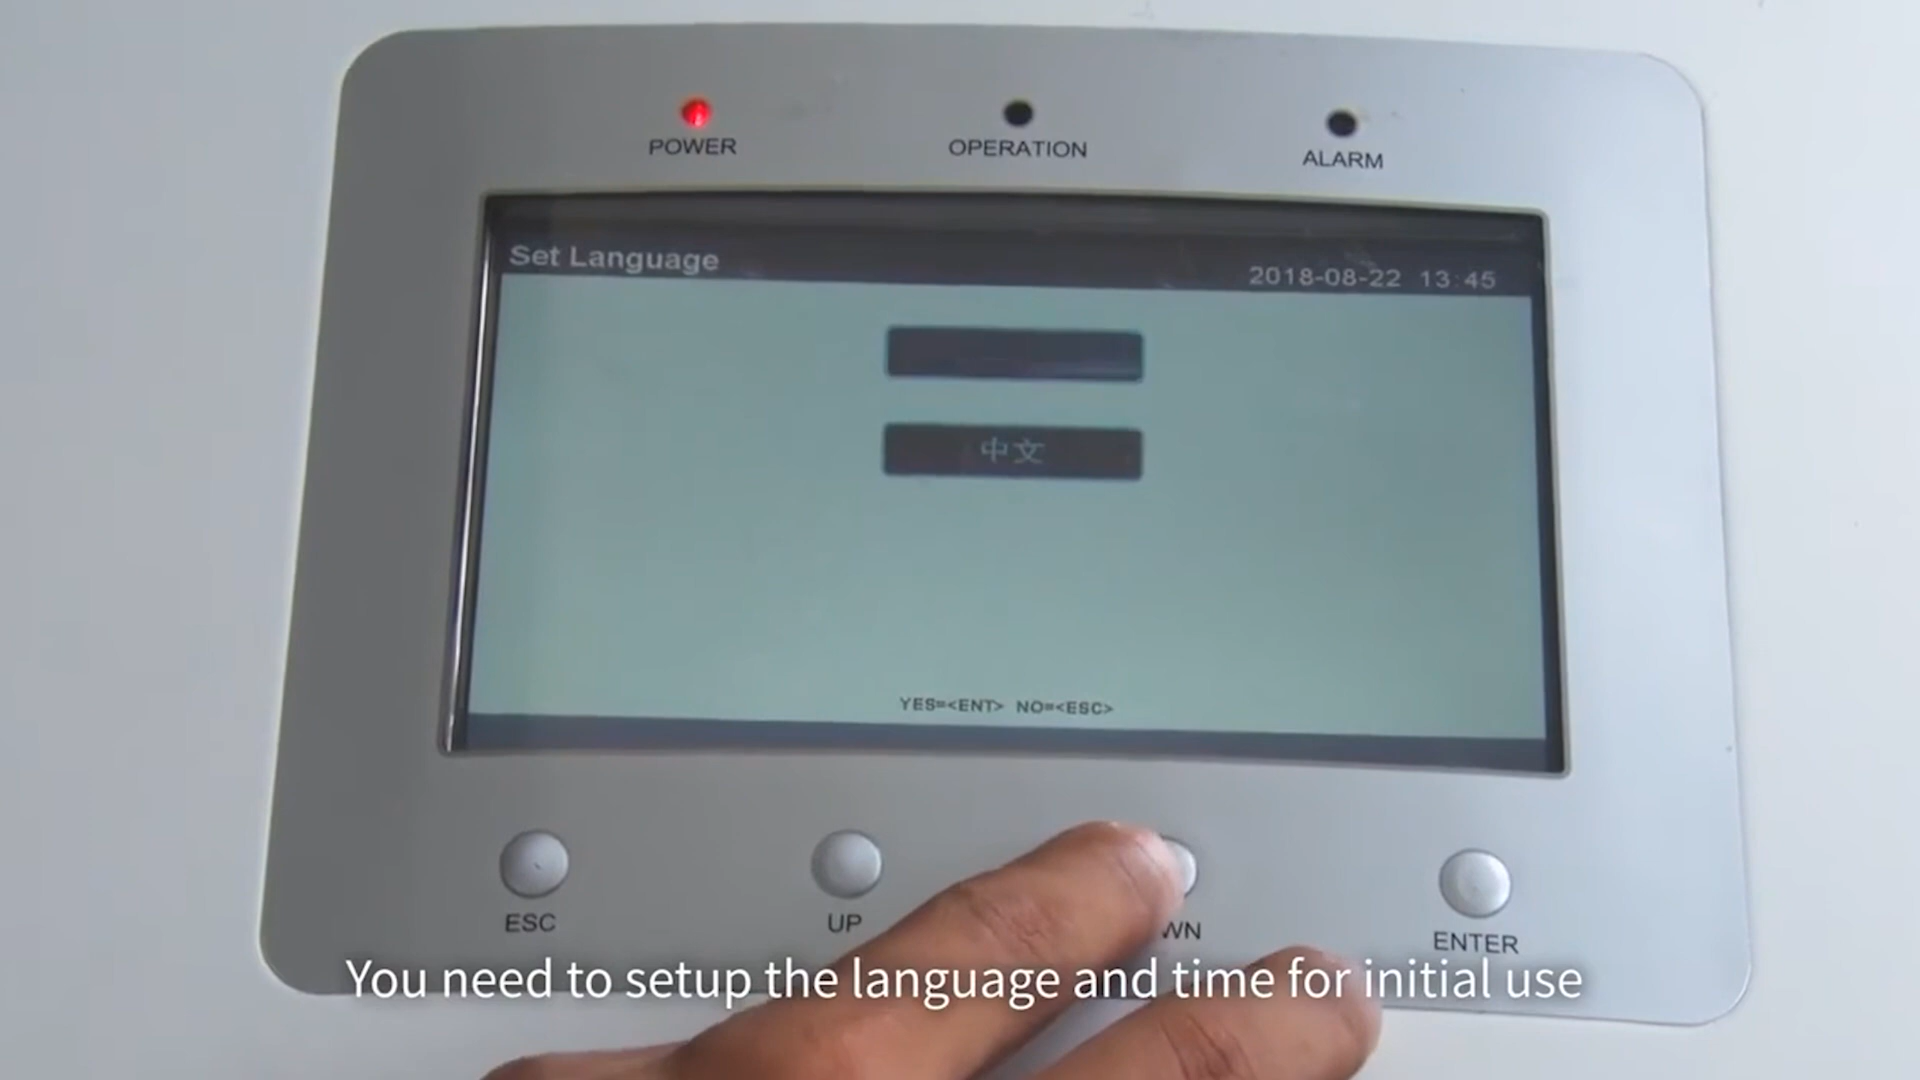 POWER
OPERATION
ALARM
Set Language
2018-08-22 13:45
中文
YES=<ENT> NO=<ESC>
ESC
UP
WN
ENTER
You need to setup the language and time for initial use